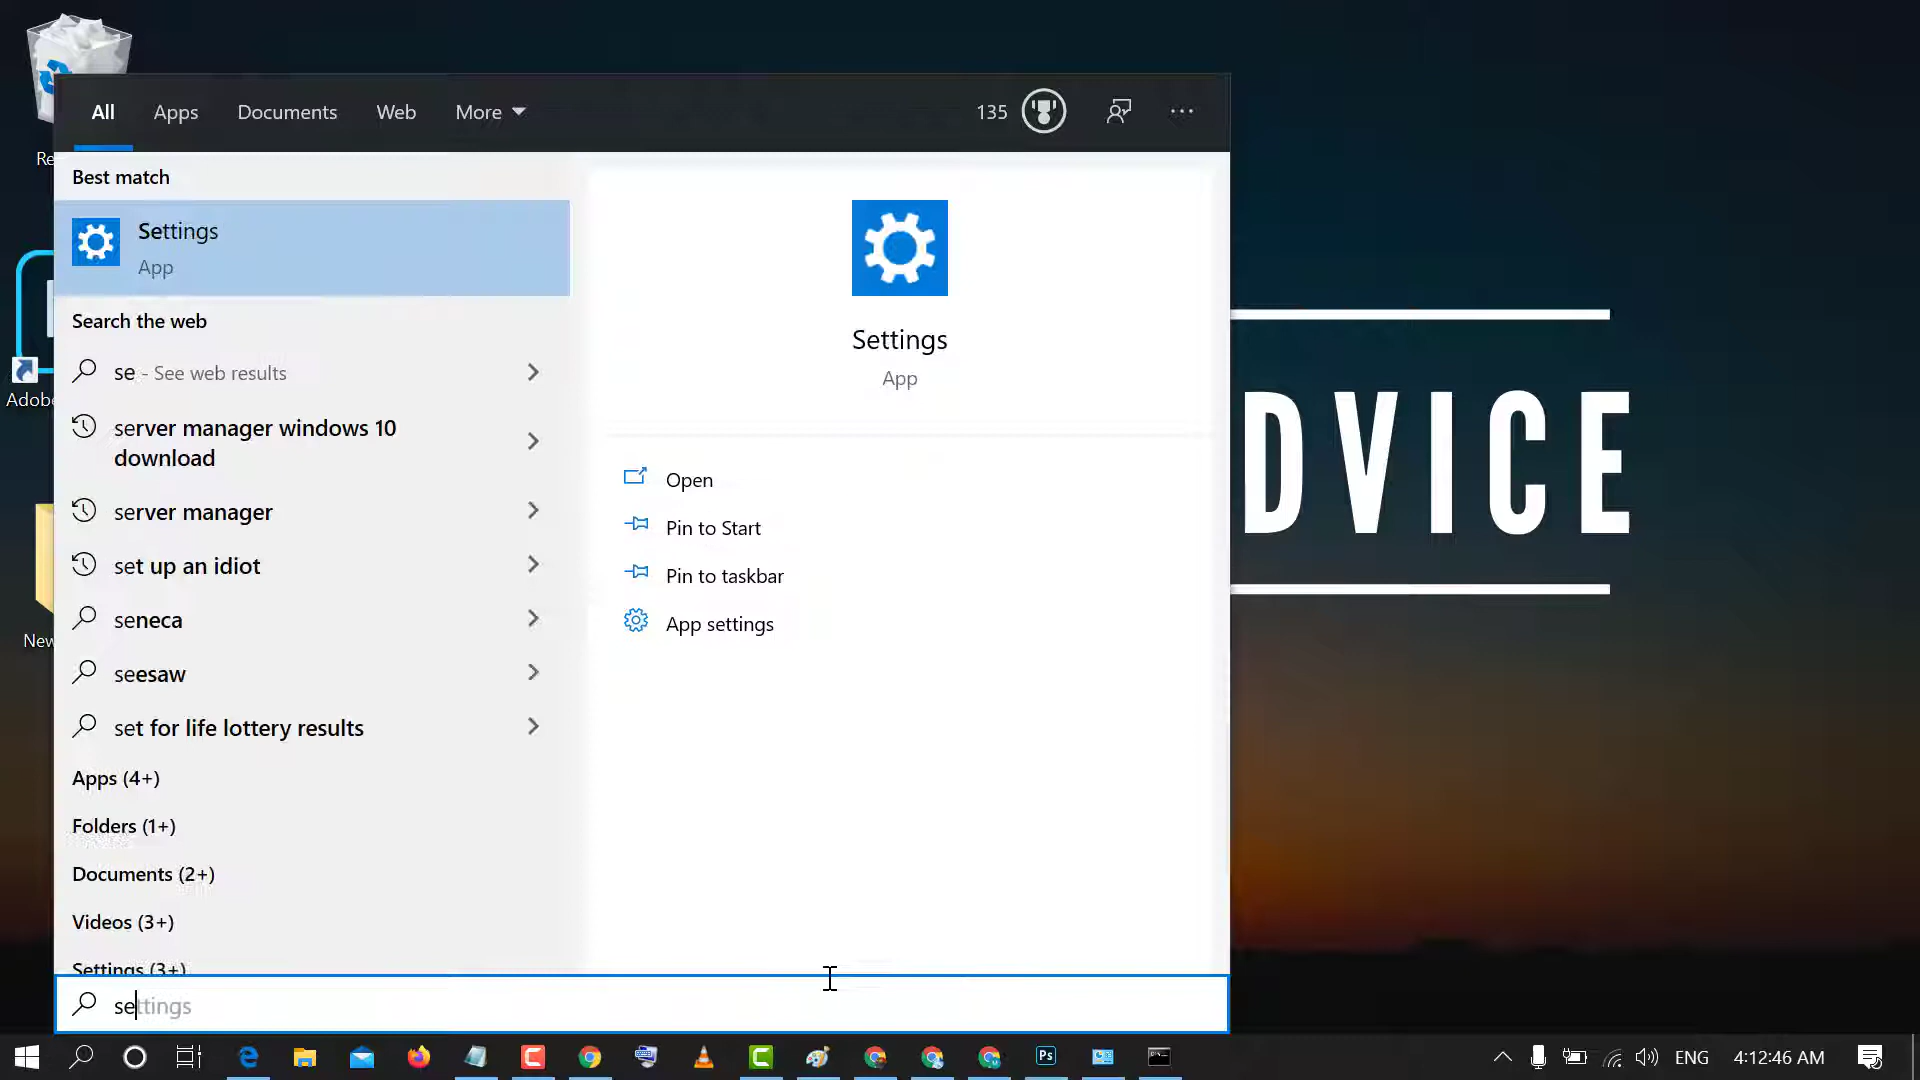 Re
Adobe
New
All Apps Documents Web More 135
Best match
Settings
App
Search the web
se - See web results
server manager windows 10
download
server manager
set up an idiot
seneca
seesaw
set for life lottery results
Apps (4+)
Folders (1+)
Documents (2+)
Videos (3+)
Settings (3+)
settings
Settings
App
Open
Pin to Start
Pin to taskbar
App settings
DVICE
Ps ENG 4:12:46 AM